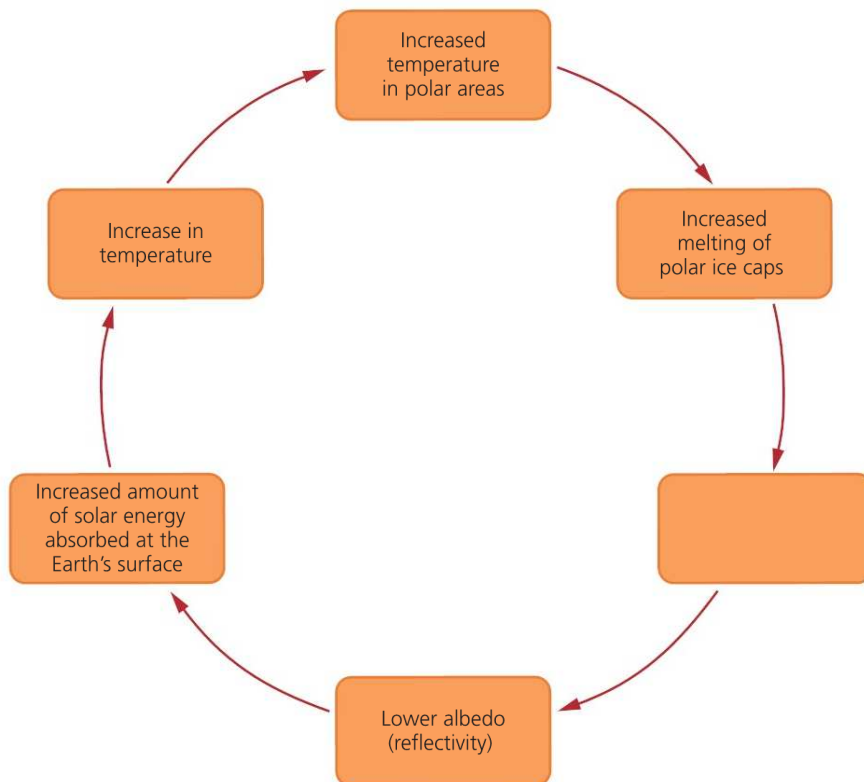 Increased
temperature
in polar areas
Increased
melting of
polar ice caps
Lower albedo
(reflectivity)
Increased amount
of solar energy
absorbed at the
Earth's surface
Increase in
temperature